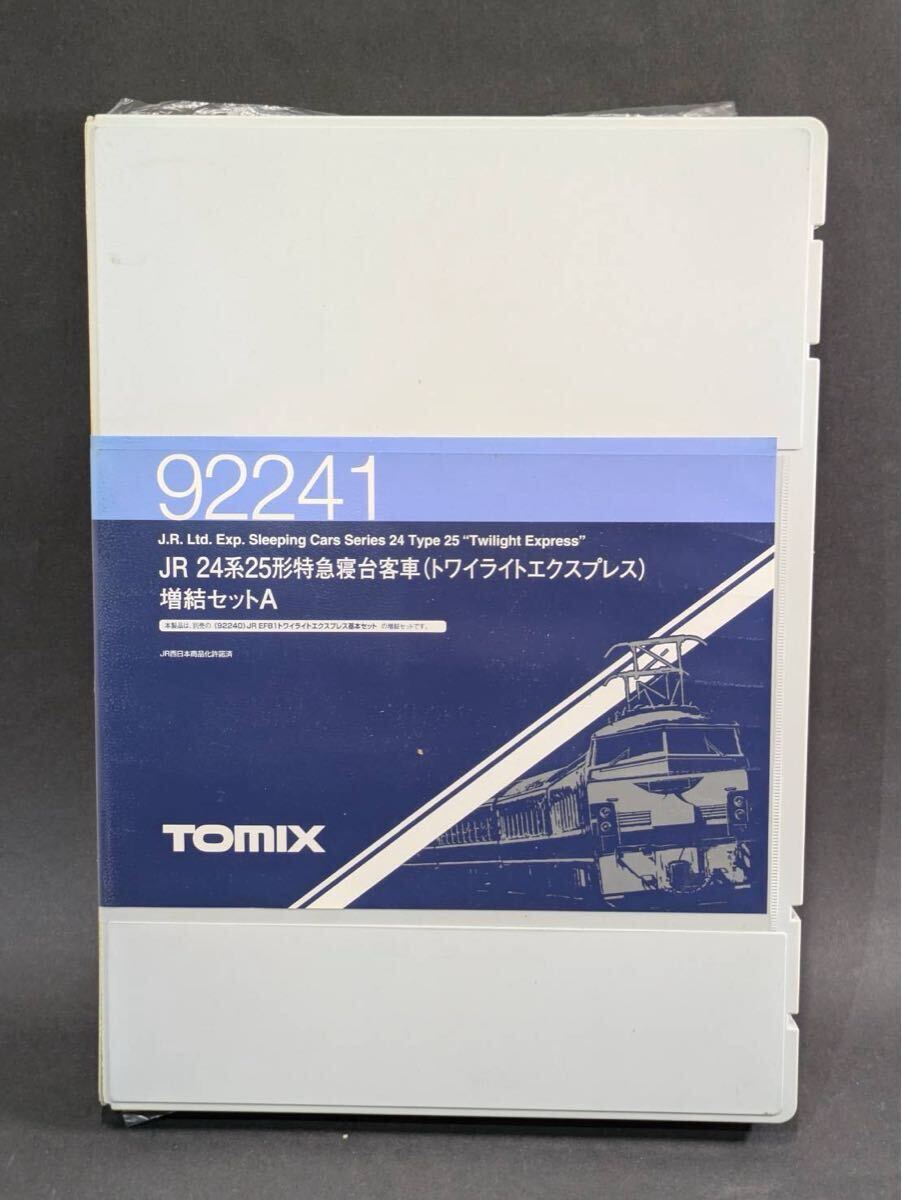 92241
J.R. Ltd. Exp. Sleeping Cars Series 24 Type 25 “Twilight Express”
JR 24系25形特急寝台客車(トワイライトエクスプレス)
増結セットA
本製品は、別売の (92240) JR EF81トワイライトエクスプレス基本セット の増結セットです。
JR西日本商品化許諾済
TOMIX